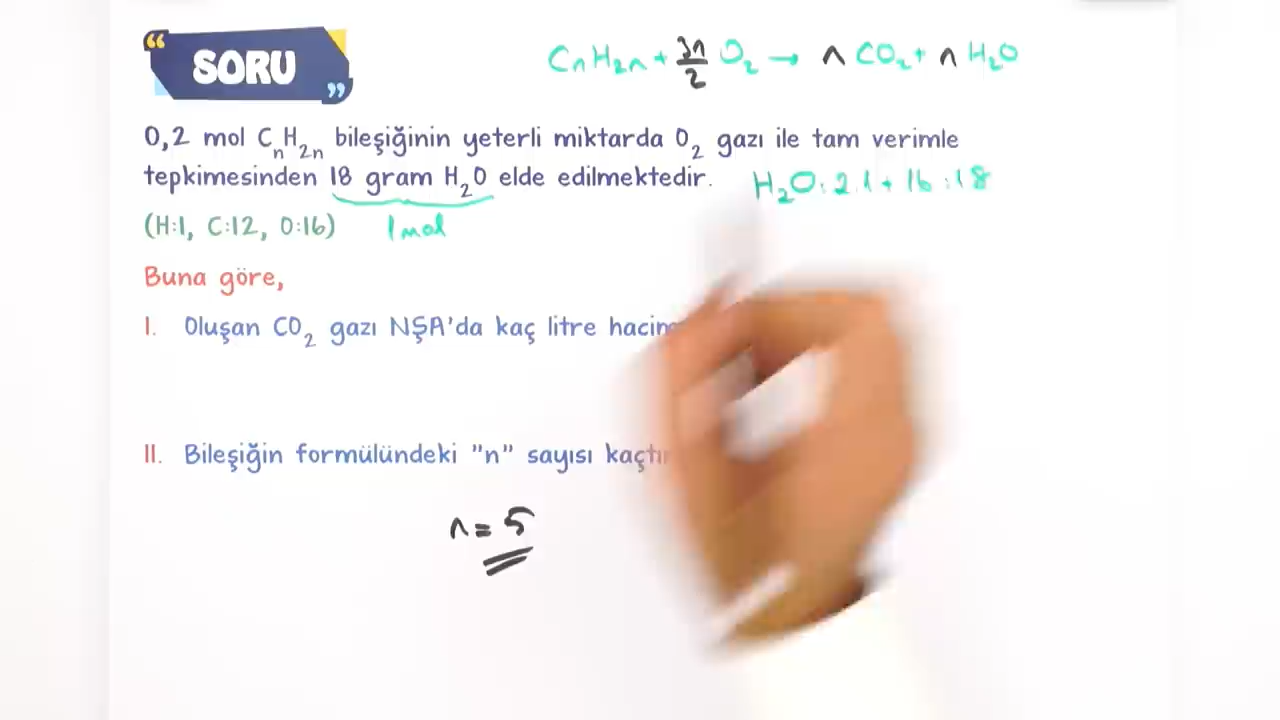 SORU
CnH2n + 3n/2 O2 → n CO2 + n H2O
0,2 mol CnH2n bileşiğinin yeterli miktarda O2 gazı ile tam verimle
tepkimesinden 18 gram H2O elde edilmektedir.
H2O: 2.1 + 16 : 18
(H:1, C:12, O:16)
1 mol
Buna göre,
I. Oluşan CO2 gazı NŞA'da kaç litre
II. Bileşiğin formülündeki "n" sayısı
n = 5